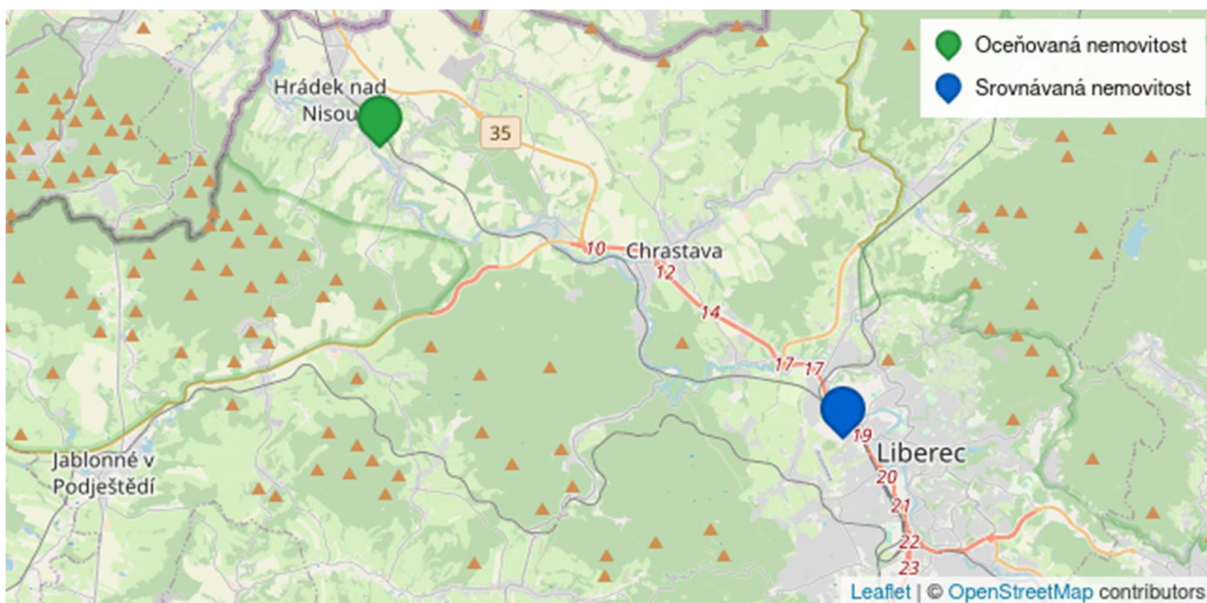 Oceňovaná nemovitost
Srovnávaná nemovitost
Hrádek nad
Nisou
35
10
Chrastava
12
14
17
17
19
Liberec
20
21
22
23
Jablonné v
Podještědí
Leaflet | © OpenStreetMap contributors